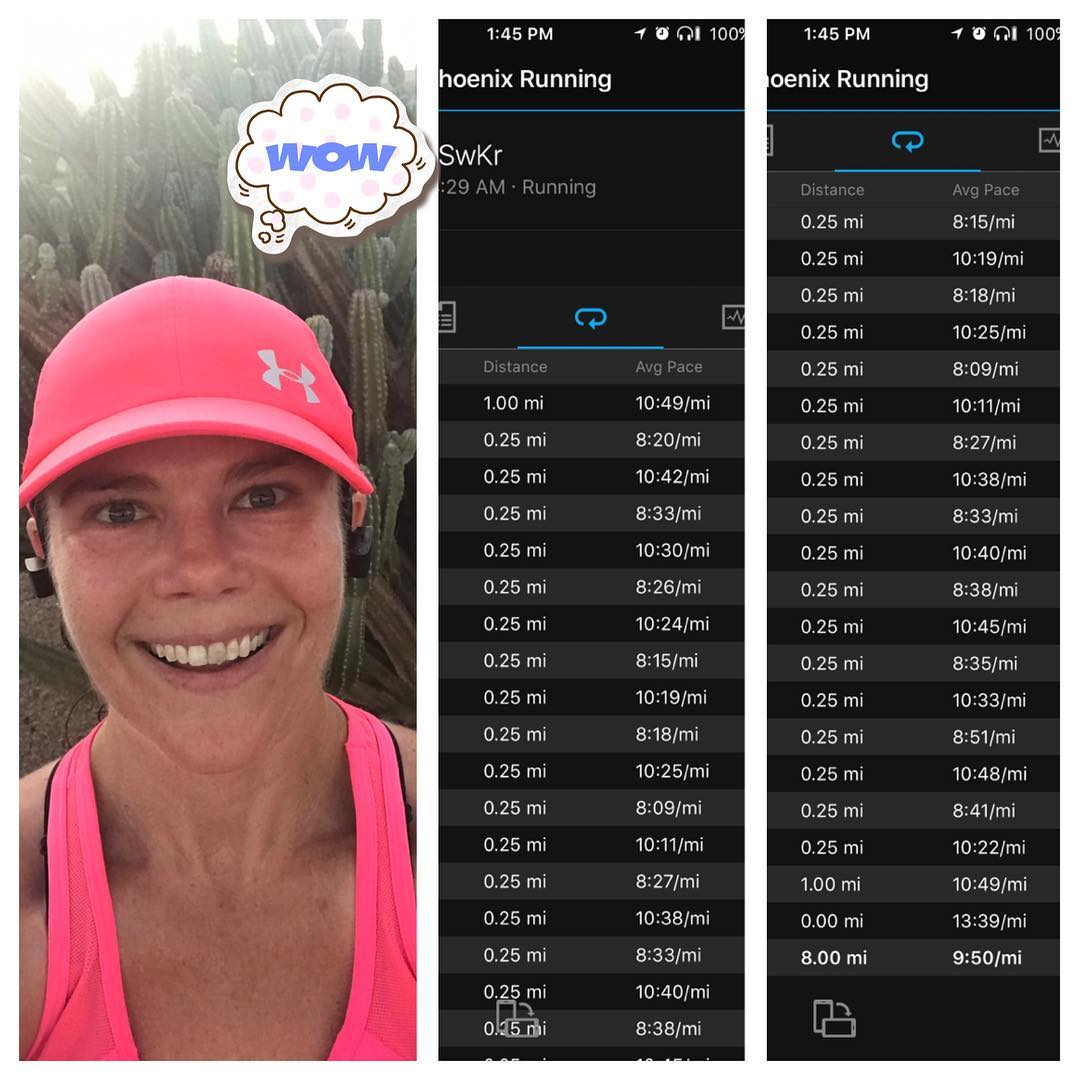 WOW
1:45 PM 100%
hoenix Running
SwKr
:29 AM · Running
Distance Avg Pace
1.00 mi 10:49/mi
0.25 mi 8:20/mi
0.25 mi 10:42/mi
0.25 mi 8:33/mi
0.25 mi 10:30/mi
0.25 mi 8:26/mi
0.25 mi 10:24/mi
0.25 mi 8:15/mi
0.25 mi 10:19/mi
0.25 mi 8:18/mi
0.25 mi 10:25/mi
0.25 mi 8:09/mi
0.25 mi 10:11/mi
0.25 mi 8:27/mi
0.25 mi 10:38/mi
0.25 mi 8:33/mi
0.25 mi 10:40/mi
0.25 mi 8:38/mi
1:45 PM 100%
oenix Running
Distance Avg Pace
0.25 mi 8:15/mi
0.25 mi 10:19/mi
0.25 mi 8:18/mi
0.25 mi 10:25/mi
0.25 mi 8:09/mi
0.25 mi 10:11/mi
0.25 mi 8:27/mi
0.25 mi 10:38/mi
0.25 mi 8:33/mi
0.25 mi 10:40/mi
0.25 mi 8:38/mi
0.25 mi 10:45/mi
0.25 mi 8:35/mi
0.25 mi 10:33/mi
0.25 mi 8:51/mi
0.25 mi 10:48/mi
0.25 mi 8:41/mi
0.25 mi 10:22/mi
1.00 mi 10:49/mi
0.00 mi 13:39/mi
8.00 mi 9:50/mi